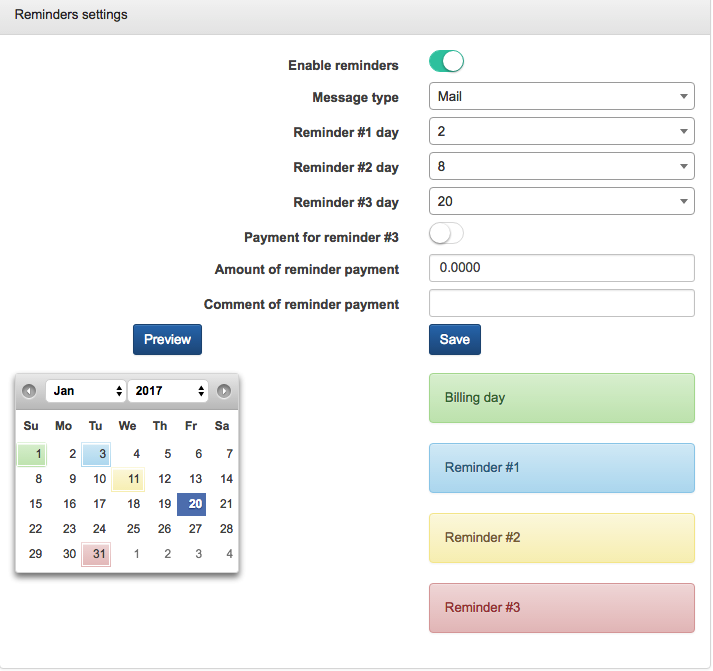 Reminders settings
Enable reminders
Message type Mail
Reminder #1 day 2
Reminder #2 day 8
Reminder #3 day 20
Payment for reminder #3
Amount of reminder payment 0.0000
Comment of reminder payment
Preview Save
Jan 2017
Su Mo Tu We Th Fr Sa
1 2 3 4 5 6 7
8 9 10 11 12 13 14
15 16 17 18 19 20 21
22 23 24 25 26 27 28
29 30 31 1 2 3 4
Billing day
Reminder #1
Reminder #2
Reminder #3